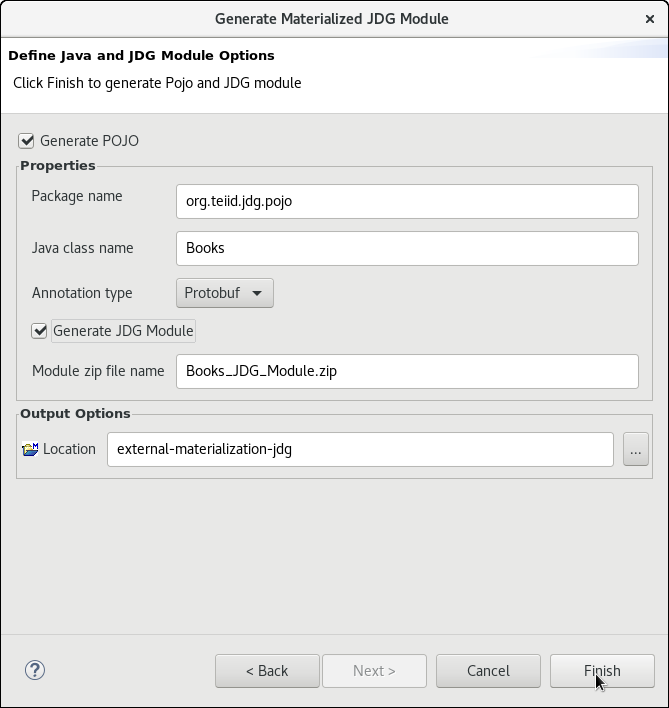 Generate Materialized JDG Module
Define Java and JDG Module Options
Click Finish to generate Pojo and JDG module
Generate POJO
Properties
Package name org.teiid.jdg.pojo
Java class name Books
Annotation type Protobuf
Generate JDG Module
Module zip file name Books_JDG_Module.zip
Output Options
Location external-materialization-jdg ...
? < Back Next > Cancel Finish